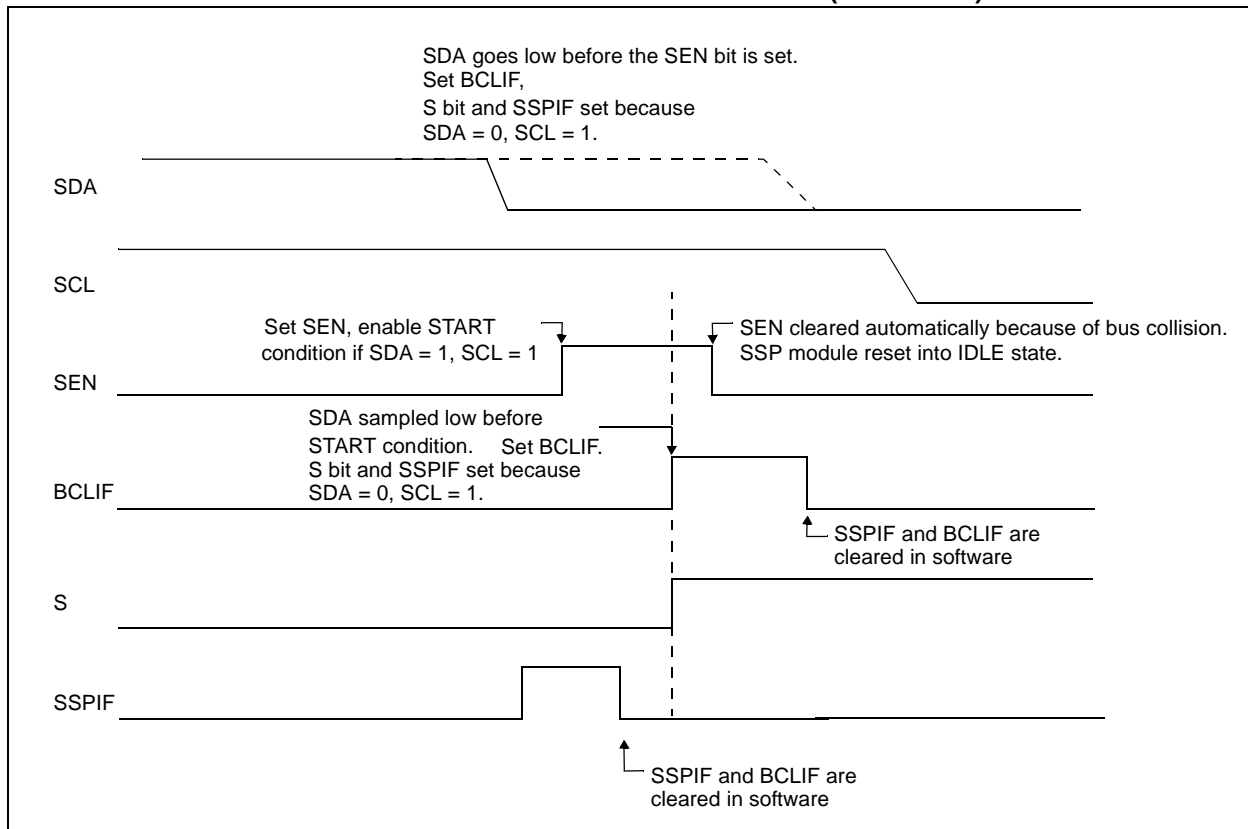 SDA goes low before the SEN bit is set.
Set BCLIF,
S bit and SSPIF set because
SDA = 0, SCL = 1.
SDA
SCL
Set SEN, enable START
condition if SDA = 1, SCL = 1
SEN cleared automatically because of bus collision.
SSP module reset into IDLE state.
SEN
SDA sampled low before
START condition. Set BCLIF.
S bit and SSPIF set because
SDA = 0, SCL = 1.
BCLIF
SSPIF and BCLIF are
cleared in software
S
SSPIF
SSPIF and BCLIF are
cleared in software